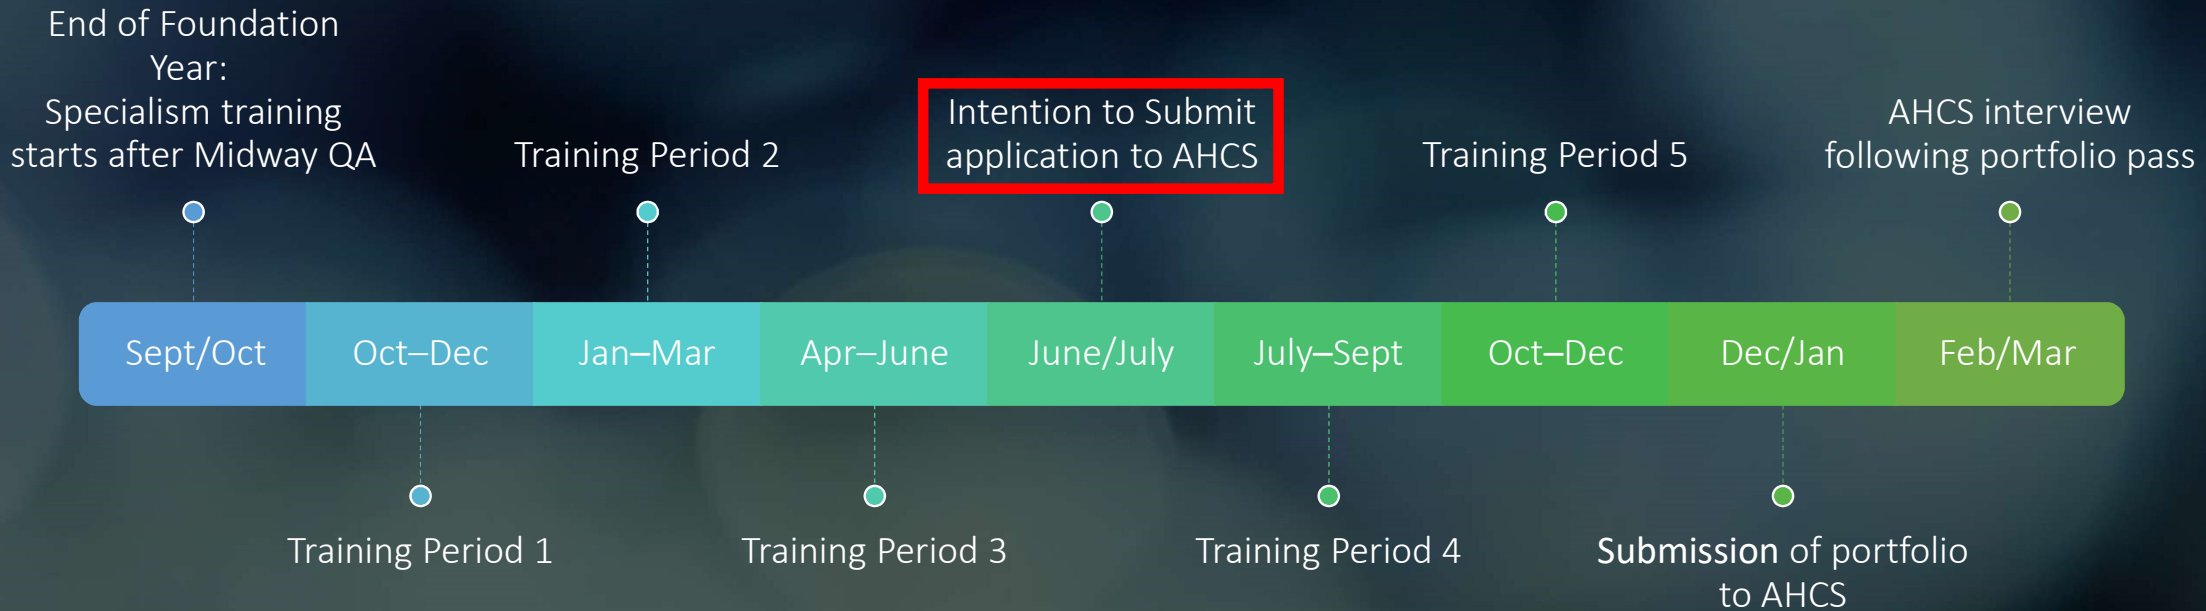 End of Foundation
Year:
Specialism training
starts after Midway QA
Training Period 2
Intention to Submit
application to AHCS
Training Period 5
AHCS interview
following portfolio pass
Sept/Oct
Oct–Dec
Jan–Mar
Apr–June
June/July
July–Sept
Oct–Dec
Dec/Jan
Feb/Mar
Training Period 1
Training Period 3
Training Period 4
Submission of portfolio
to AHCS